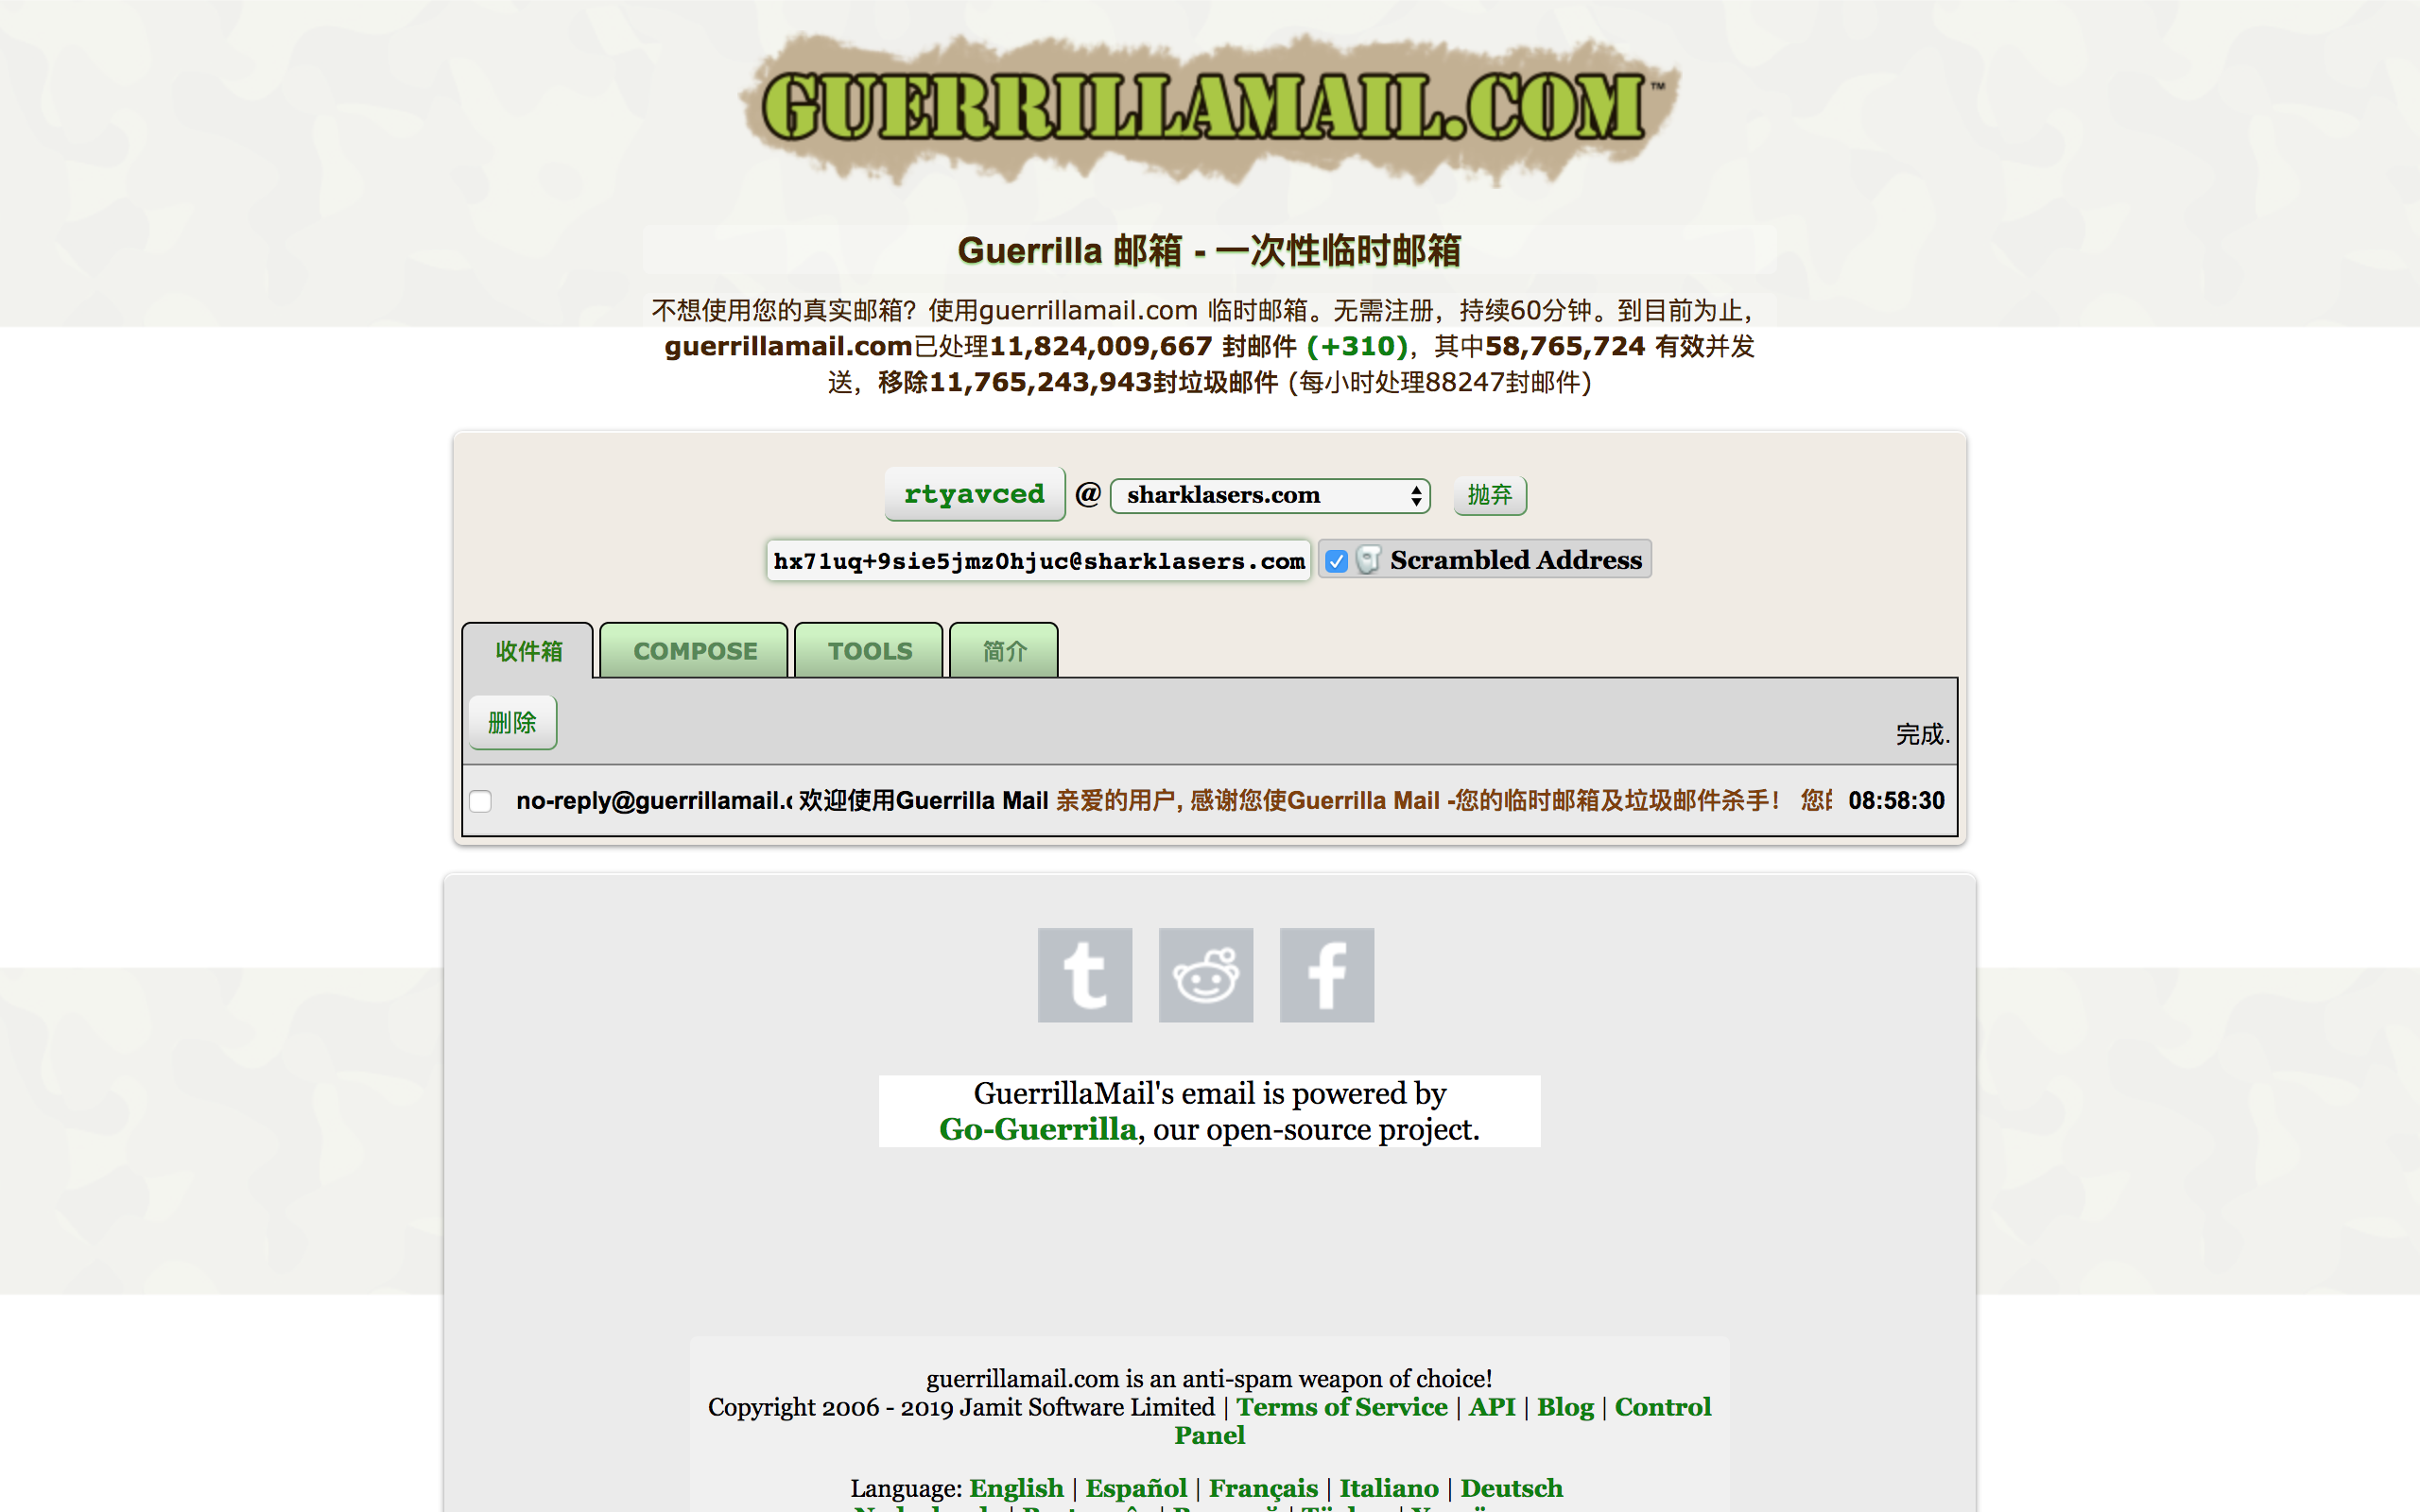 GUERRILLAMAIL.COM™
Guerrilla 邮箱 - 一次性临时邮箱
不想使用您的真实邮箱？使用guerrillamail.com 临时邮箱。无需注册，持续60分钟。到目前为止，
guerrillamail.com已处理11,824,009,667 封邮件 (+310)，其中58,765,724 有效并发
送，移除11,765,243,943封垃圾邮件 (每小时处理88247封邮件)
rtyavced @ sharklasers.com 抛弃
hx71uq+9sie5jmz0hjuc@sharklasers.com Scrambled Address
收件箱 COMPOSE TOOLS 简介
删除
完成.
no-reply@guerrillamail.c 欢迎使用Guerrilla Mail 亲爱的用户, 感谢您使Guerrilla Mail -您的临时邮箱及垃圾邮件杀手！ 您 08:58:30
GuerrillaMail's email is powered by
Go-Guerrilla, our open-source project.
guerrillamail.com is an anti-spam weapon of choice!
Copyright 2006 - 2019 Jamit Software Limited | Terms of Service | API | Blog | Control
Panel
Language: English | Español | Français | Italiano | Deutsch